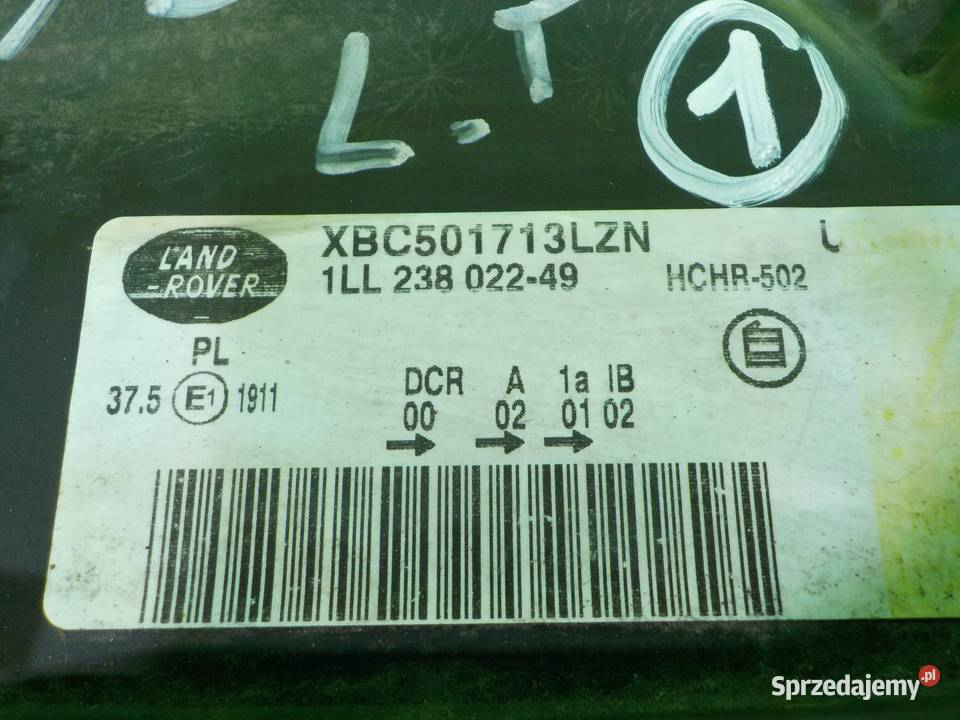 L.T
1
LAND
-ROVER-
XBC501713LZN
1LL 238 022-49
HCHR-502
PL
37.5 E1 1911
DCR A 1a IB
00 02 01 02
Sprzedajemy.pl